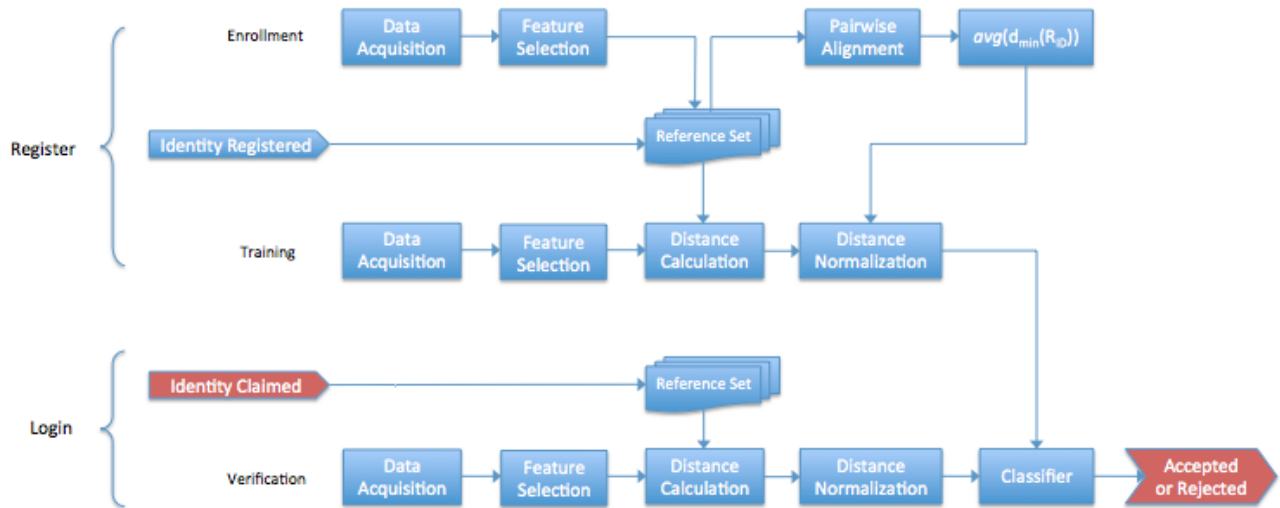 Enrollment
Data
Acquisition
Feature
Selection
Pairwise
Alignment
avg(dmin(RID))
Register
Identity Registered
Reference Set
Training
Data
Acquisition
Feature
Selection
Distance
Calculation
Distance
Normalization
Login
Identity Claimed
Reference Set
Verification
Data
Acquisition
Feature
Selection
Distance
Calculation
Distance
Normalization
Classifier
Accepted
or Rejected